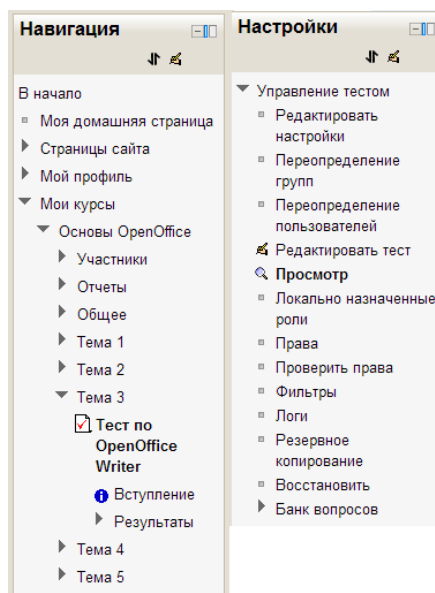 Навигация
В начало
Моя домашняя страница
Страницы сайта
Мой профиль
Мои курсы
Основы OpenOffice
Участники
Отчеты
Общее
Тема 1
Тема 2
Тема 3
Тест по
OpenOffice
Writer
Вступление
Результаты
Тема 4
Тема 5
Настройки
Управление тестом
Редактировать
настройки
Переопределение
групп
Переопределение
пользователей
Редактировать тест
Просмотр
Локально назначенные
роли
Права
Проверить права
Фильтры
Логи
Резервное
копирование
Восстановить
Банк вопросов